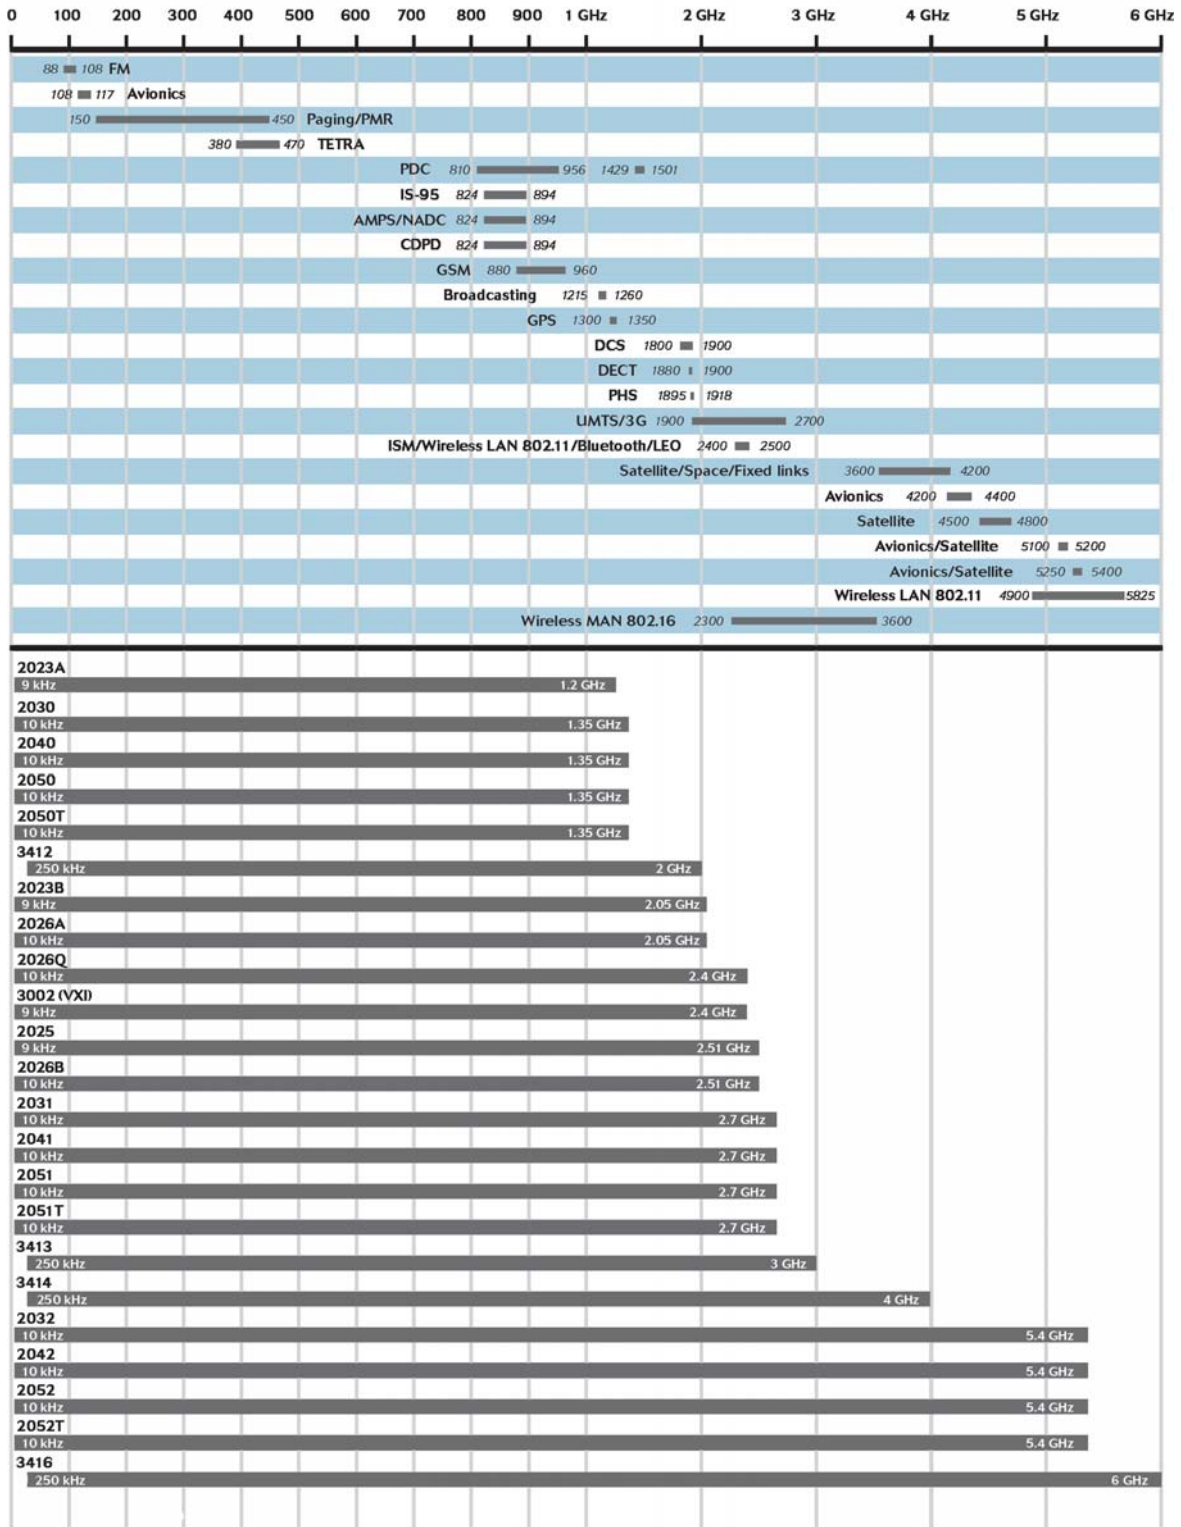 0 100 200 300 400 500 600 700 800 900 1 GHz 2 GHz 3 GHz 4 GHz 5 GHz 6 GHz
88 108 FM
108 117 Avionics
150 450 Paging/PMR
380 470 TETRA
PDC 810 956 1429 1501
IS-95 824 894
AMPS/NADC 824 894
CDPD 824 894
GSM 880 960
Broadcasting 1215 1260
GPS 1300 1350
DCS 1800 1900
DECT 1880 1900
PHS 1895 1918
UMTS/3G 1900 2700
ISM/Wireless LAN 802.11/Bluetooth/LEO 2400 2500
Satellite/Space/Fixed links 3600 4200
Avionics 4200 4400
Satellite 4500 4800
Avionics/Satellite 5100 5200
Avionics/Satellite 5250 5400
Wireless LAN 802.11 4900 5825
Wireless MAN 802.16 2300 3600
2023A
9 kHz 1.2 GHz
2030
10 kHz 1.35 GHz
2040
10 kHz 1.35 GHz
2050
10 kHz 1.35 GHz
2050T
10 kHz 1.35 GHz
3412
250 kHz 2 GHz
2023B
9 kHz 2.05 GHz
2026A
10 kHz 2.05 GHz
2026Q
10 kHz 2.4 GHz
3002 (VXI)
9 kHz 2.4 GHz
2025
9 kHz 2.51 GHz
2026B
10 kHz 2.51 GHz
2031
10 kHz 2.7 GHz
2041
10 kHz 2.7 GHz
2051
10 kHz 2.7 GHz
2051T
10 kHz 2.7 GHz
3413
250 kHz 3 GHz
3414
250 kHz 4 GHz
2032
10 kHz 5.4 GHz
2042
10 kHz 5.4 GHz
2052
10 kHz 5.4 GHz
2052T
10 kHz 5.4 GHz
3416
250 kHz 6 GHz